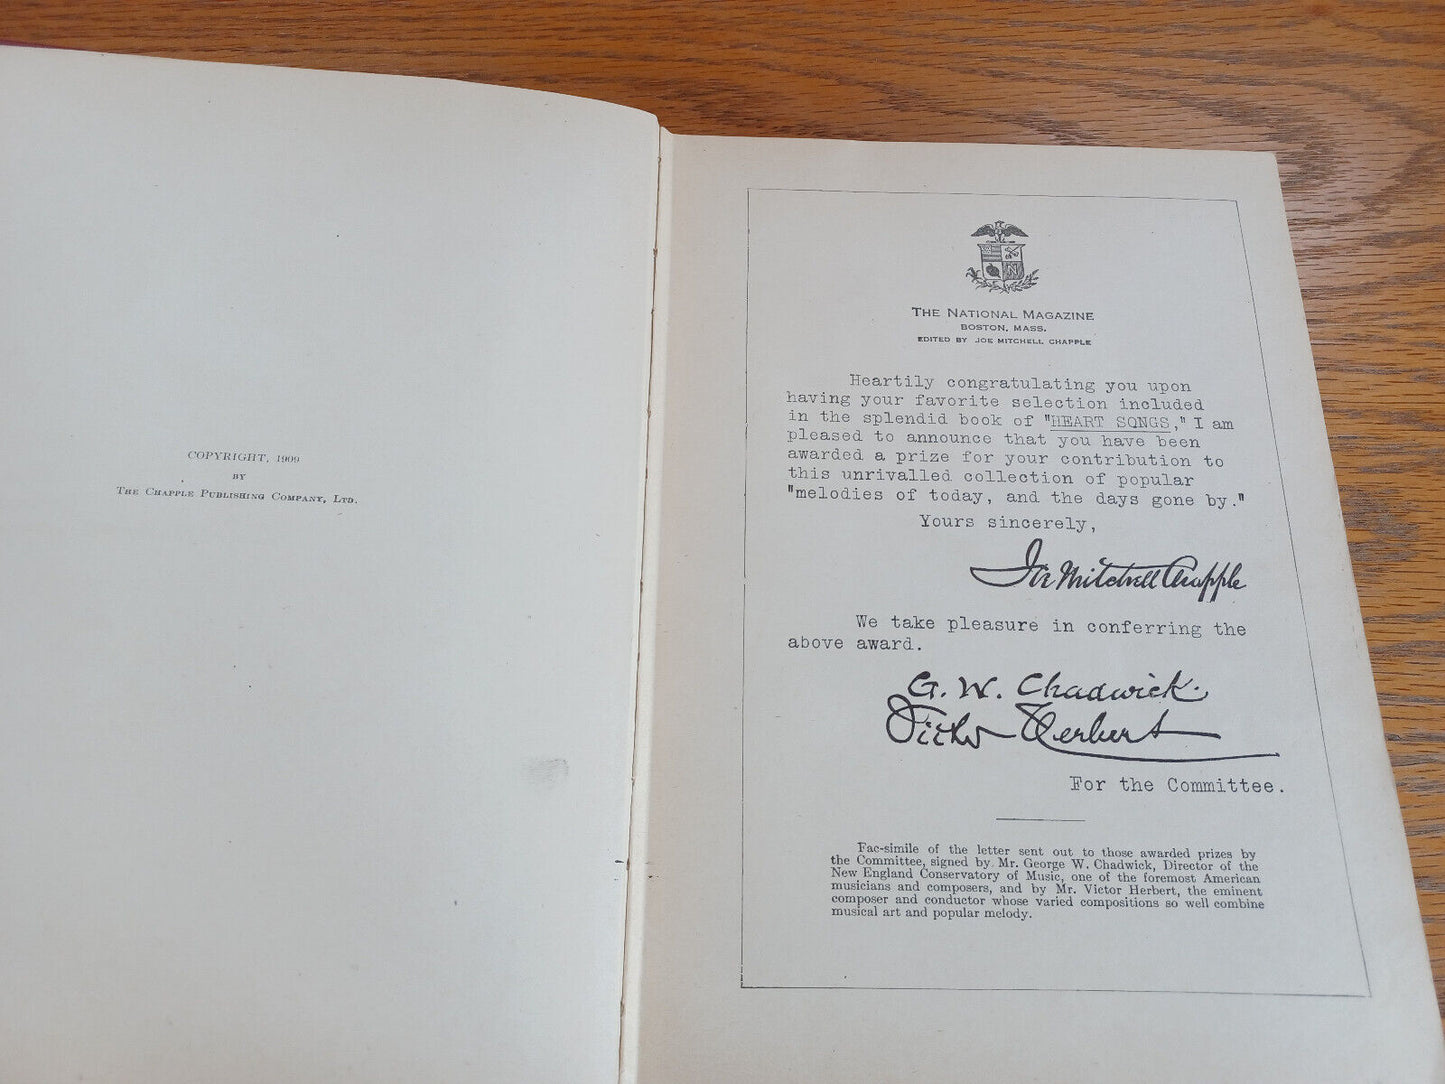 COPYRIGHT, 1909
BY
THE CHAPPLE PUBLISHING COMPANY, LTD.
THE NATIONAL MAGAZINE
BOSTON, MASS.
EDITED BY JOE MITCHELL CHAPPLE
Heartily congratulating you upon
having your favorite selection included
in the splendid book of "HEART SONGS," I am
pleased to announce that you have been
awarded a prize for your contribution to
this unrivalled collection of popular
"melodies of today, and the days gone by."
Yours sincerely,
Joe Mitchell Chapple
We take pleasure in conferring the
above award.
G. W. Chadwick.
Victor Herbert
For the Committee.
Fac-simile of the letter sent out to those awarded prizes by
the Committee, signed by Mr. George W. Chadwick, Director of the
New England Conservatory of Music, one of the foremost American
musicians and composers, and by Mr. Victor Herbert, the eminent
composer and conductor whose varied compositions so well combine
musical art and popular melody.